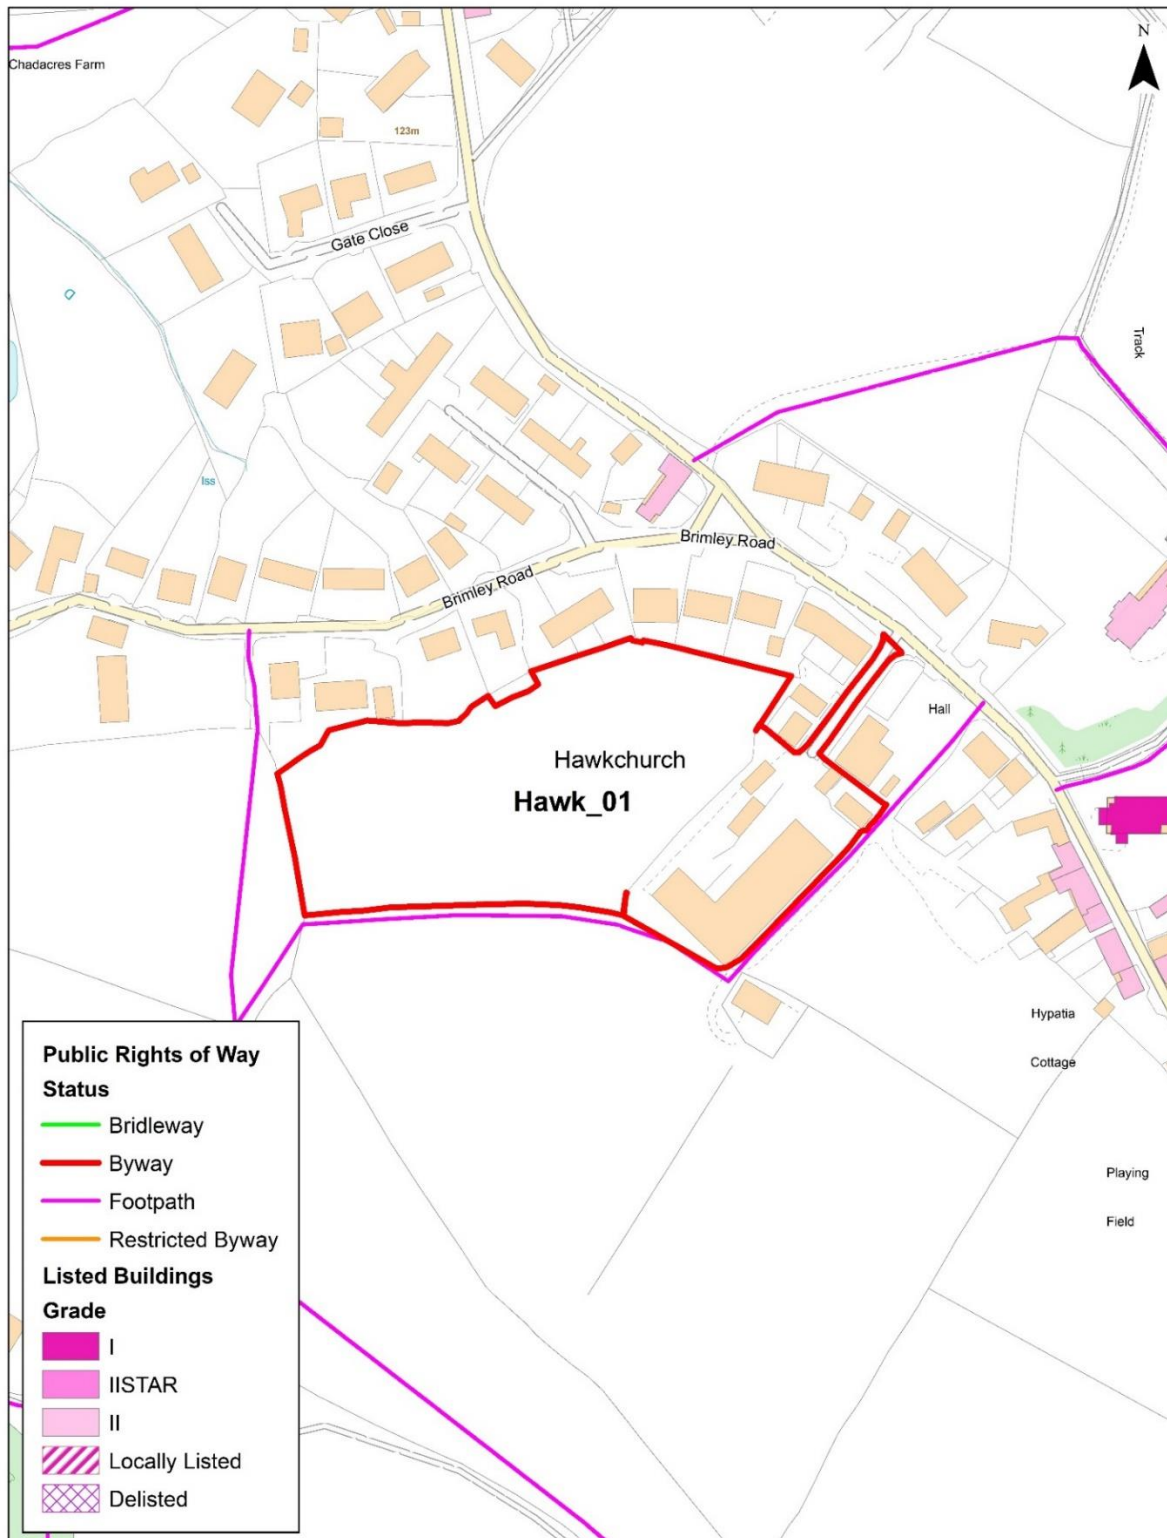 N
Chadacres Farm
123m
Gate Close
Track
Iss
Brimley Road
Brimley Road
Hall
Hawkchurch
Hawk_01
Hypatia
Cottage
Playing
Field
Public Rights of Way
Status
Bridleway
Byway
Footpath
Restricted Byway
Listed Buildings
Grade
I
IISTAR
II
Locally Listed
Delisted